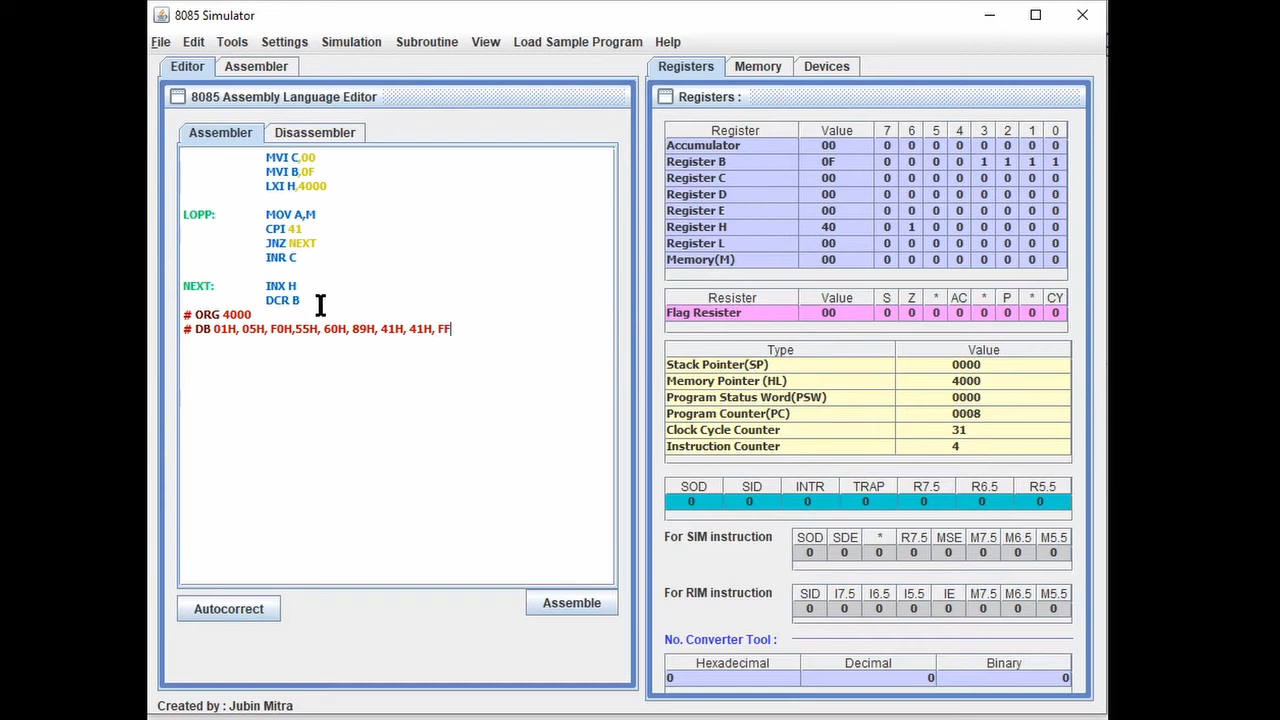 8085 Simulator
File Edit Tools Settings Simulation Subroutine View Load Sample Program Help
Editor Assembler
8085 Assembly Language Editor
Assembler Disassembler
MVI C,00
MVI B,0F
LXI H,4000
LOPP: MOV A,M
CPI 41
JNZ NEXT
INR C
NEXT: INX H
DCR B
# ORG 4000
# DB 01H, 05H, F0H,55H, 60H, 89H, 41H, 41H, FF
Autocorrect Assemble
Created by : Jubin Mitra
Registers Memory Devices
Registers :
Register Value 7 6 5 4 3 2 1 0
Accumulator 00 0 0 0 0 0 0 0 0
Register B 0F 0 0 0 0 1 1 1 1
Register C 00 0 0 0 0 0 0 0 0
Register D 00 0 0 0 0 0 0 0 0
Register E 00 0 0 0 0 0 0 0 0
Register H 40 0 1 0 0 0 0 0 0
Register L 00 0 0 0 0 0 0 0 0
Memory(M) 00 0 0 0 0 0 0 0 0
Register Value S Z * AC * P * CY
Flag Resister 00 0 0 0 0 0 0 0 0
Type Value
Stack Pointer(SP) 0000
Memory Pointer (HL) 4000
Program Status Word(PSW) 0000
Program Counter(PC) 0008
Clock Cycle Counter 31
Instruction Counter 4
SOD SID INTR TRAP R7.5 R6.5 R5.5
0 0 0 0 0 0 0
For SIM instruction SOD SDE * R7.5 MSE M7.5 M6.5 M5.5
0 0 0 0 0 0 0 0
For RIM instruction SID I7.5 I6.5 I5.5 IE M7.5 M6.5 M5.5
0 0 0 0 0 0 0 0
No. Converter Tool :
Hexadecimal Decimal Binary
0 0 0